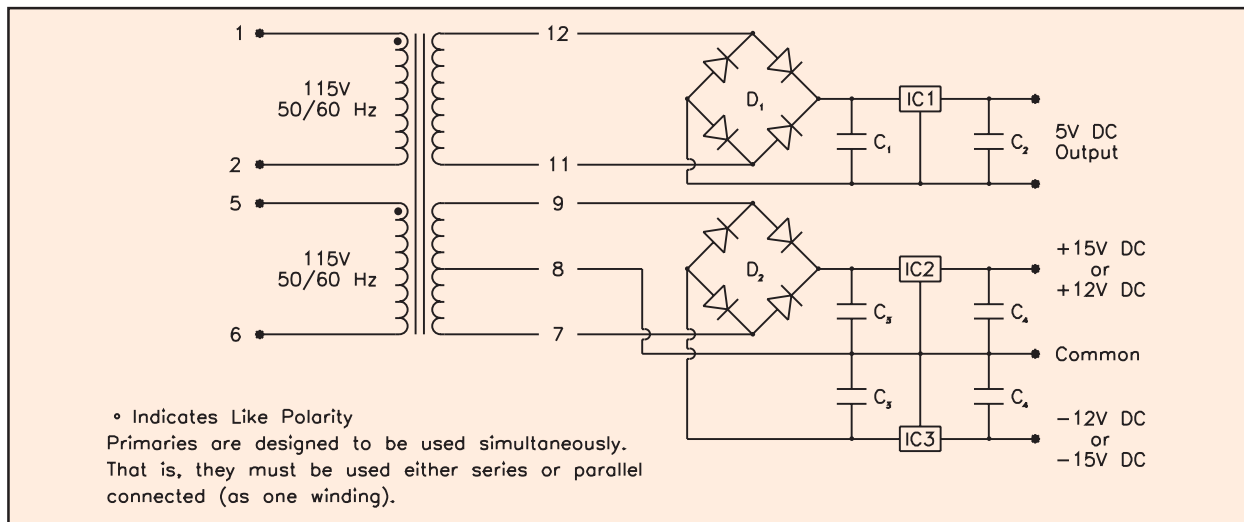 1
115V
50/60 Hz
2
5
115V
50/60 Hz
6
12
11
9
8
7
D₁
C₁
IC1
C₂
5V DC
Output
D₂
C₃
IC2
C₄
+15V DC
or
+12V DC
Common
C₃
IC3
C₄
−12V DC
or
−15V DC
∘ Indicates Like Polarity
Primaries are designed to be used simultaneously.
That is, they must be used either series or parallel
connected (as one winding).